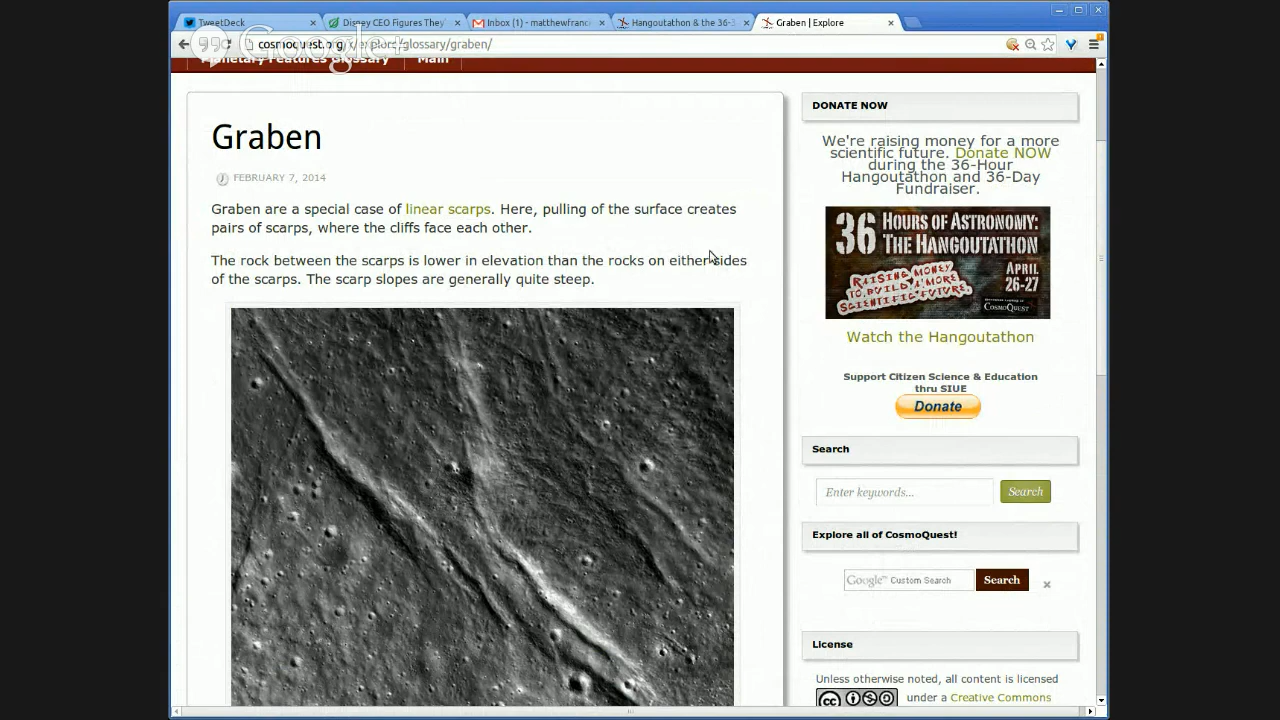 TweetDeck
Disney CEO Figures They'
Inbox (1) - matthewfranc
Hangoutathon & the 36-3
Graben | Explore
Google+
cosmoquest.org/x/explore/glossary/graben/
Planetary Features Glossary
Main
Graben
FEBRUARY 7, 2014
Graben are a special case of linear scarps. Here, pulling of the surface creates
pairs of scarps, where the cliffs face each other.
The rock between the scarps is lower in elevation than the rocks on either sides
of the scarps. The scarp slopes are generally quite steep.
DONATE NOW
We're raising money for a more
scientific future. Donate NOW
during the 36-Hour
Hangoutathon and 36-Day
Fundraiser.
36 HOURS OF ASTRONOMY:
THE HANGOUTATHON
RAISING MONEY
TO BUILD A MORE
SCIENTIFIC FUTURE.
APRIL
26-27
CosmoQuest
Watch the Hangoutathon
Support Citizen Science & Education
thru SIUE
Donate
Search
Enter keywords...
Search
Explore all of CosmoQuest!
Google™ Custom Search
Search
License
Unless otherwise noted, all content is licensed
under a Creative Commons